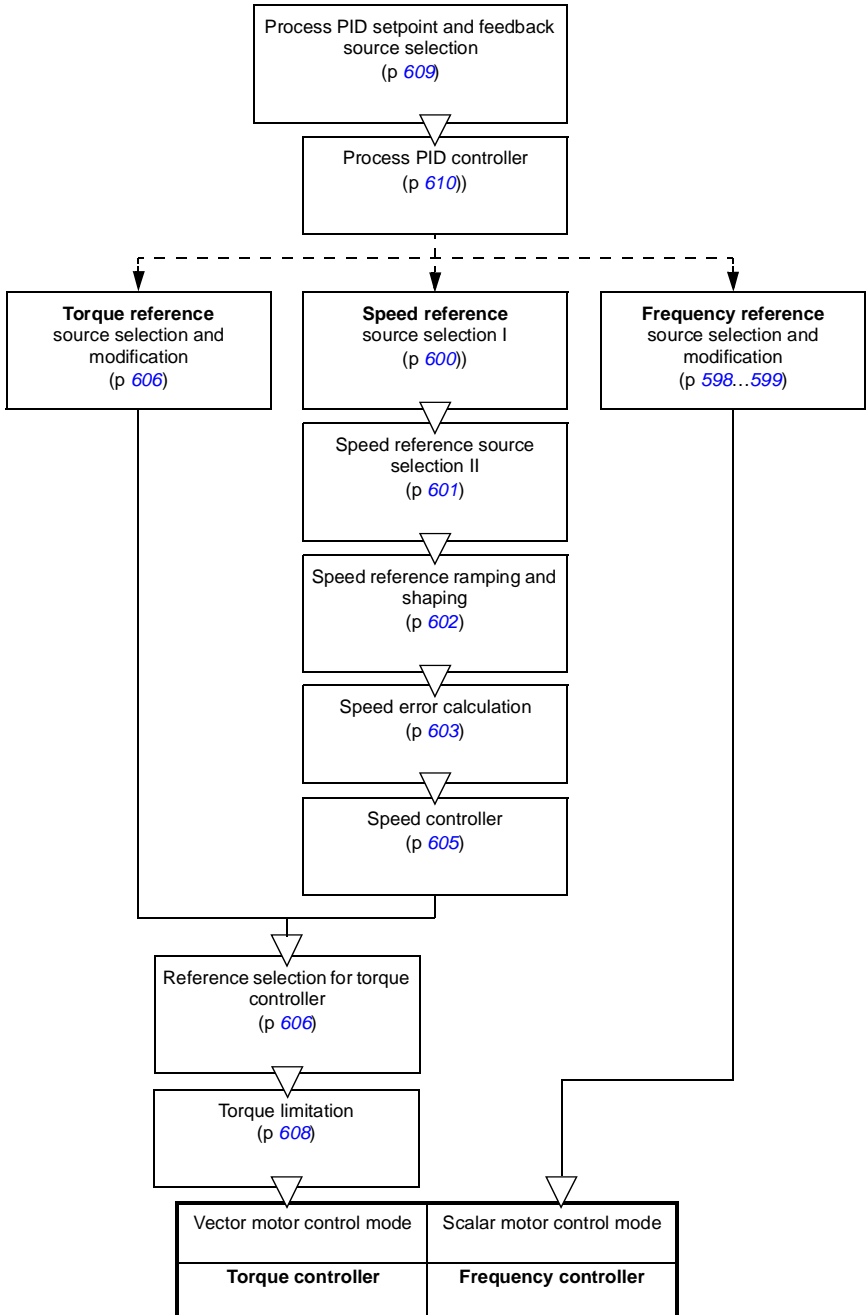 Process PID setpoint and feedback
source selection
(p 609)
Process PID controller
(p 610))
Torque reference
source selection and
modification
(p 606)
Speed reference
source selection I
(p 600))
Frequency reference
source selection and
modification
(p 598…599)
Speed reference source
selection II
(p 601)
Speed reference ramping and
shaping
(p 602)
Speed error calculation
(p 603)
Speed controller
(p 605)
Reference selection for torque
controller
(p 606)
Torque limitation
(p 608)
Vector motor control mode
Scalar motor control mode
Torque controller
Frequency controller